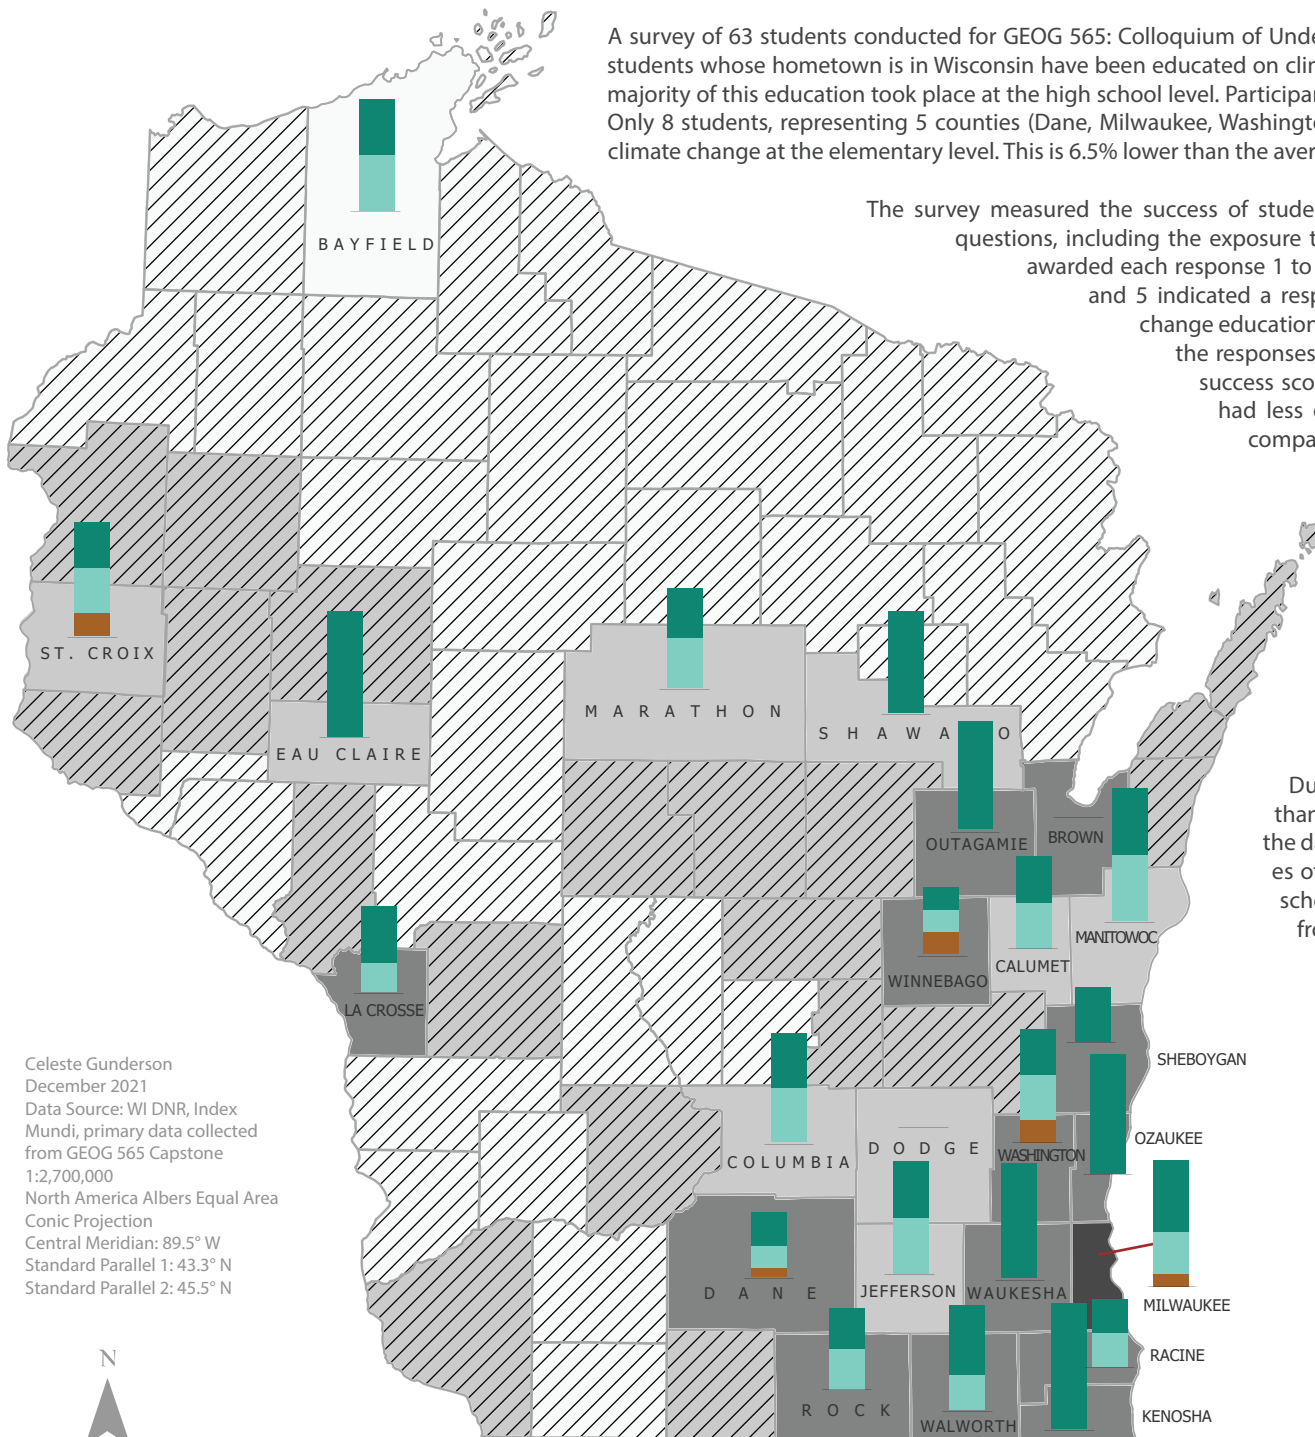 A survey of 63 students conducted for GEOG 565: Colloquium of Unde
students whose hometown is in Wisconsin have been educated on clim
majority of this education took place at the high school level. Participan
Only 8 students, representing 5 counties (Dane, Milwaukee, Washingto
climate change at the elementary level. This is 6.5% lower than the aver
The survey measured the success of stude
questions, including the exposure t
awarded each response 1 to
and 5 indicated a resp
change education
the responses
success sco
had less
compa
BAYFIELD
ST. CROIX
EAU CLAIRE
MARATHON
SHAWA O
OUTAGAMIE
BROWN
Du
than
the da
es of
scho
fro
WINNEBAGO
CALUMET
MANITOWOC
LA CROSSE
SHEBOYGAN
OZAUKEE
WASHINGTON
COLUMBIA
DODGE
DANE
JEFFERSON
WAUKESHA
MILWAUKEE
RACINE
ROCK
WALWORTH
KENOSHA
Celeste Gunderson
December 2021
Data Source: WI DNR, Index
Mundi, primary data collected
from GEOG 565 Capstone
1:2,700,000
North America Albers Equal Area
Conic Projection
Central Meridian: 89.5° W
Standard Parallel 1: 43.3° N
Standard Parallel 2: 45.5° N
N